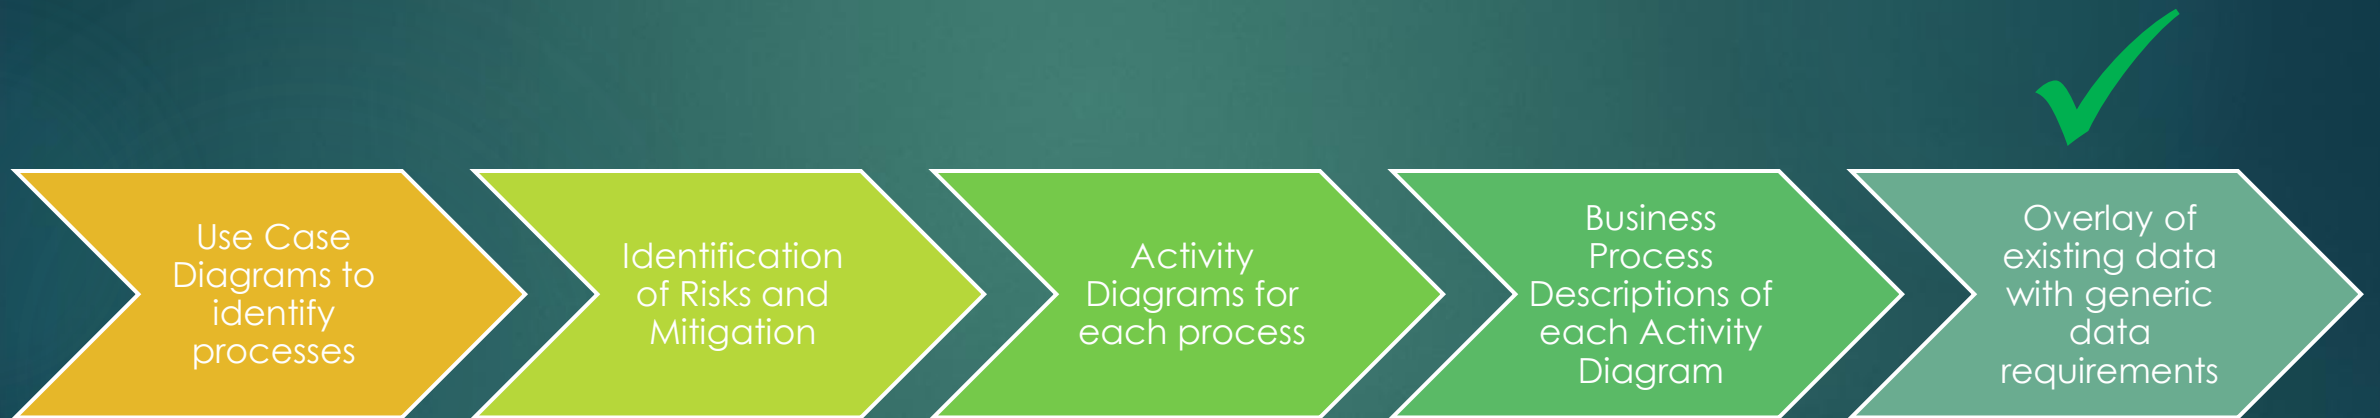 Use Case
Diagrams to
identify
processes
Identification
of Risks and
Mitigation
Activity
Diagrams for
each process
Business
Process
Descriptions of
each Activity
Diagram
Overlay of
existing data
with generic
data
requirements